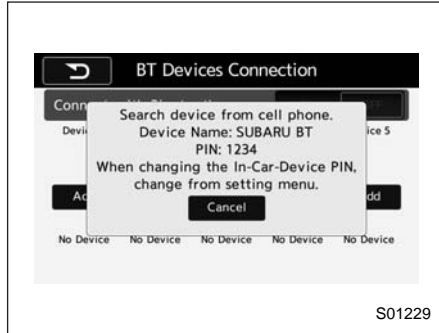 BT Devices Connection
Search device from cell phone.
Device Name: SUBARU BT
PIN: 1234
When changing the In-Car-Device PIN,
change from setting menu.
Cancel
No Device No Device No Device No Device No Device
S01229